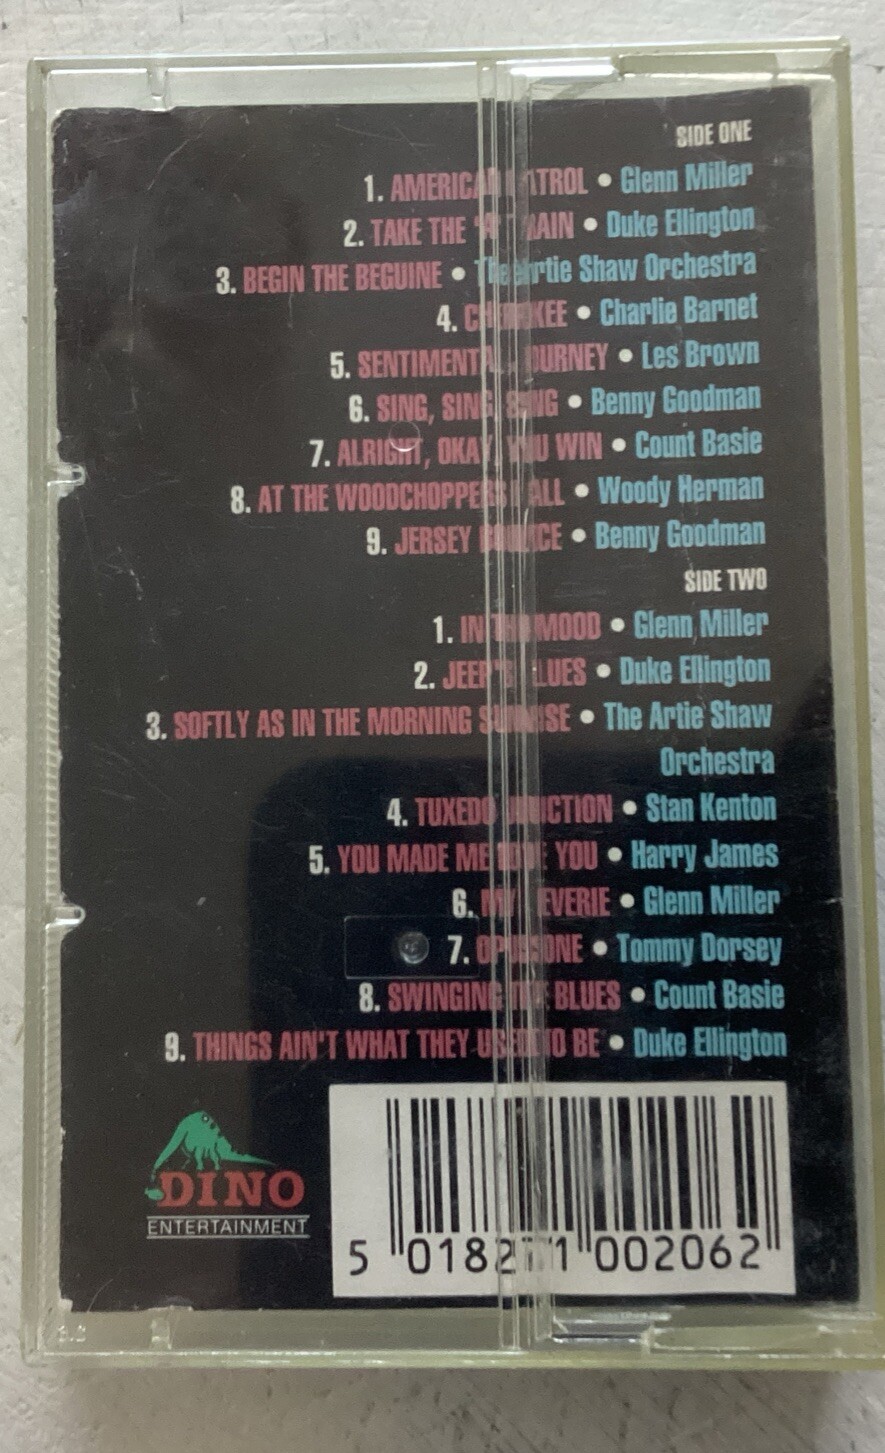 SIDE ONE
1. AMERICAN PATROL • Glenn Miller
2. TAKE THE 'A' TRAIN • Duke Ellington
3. BEGIN THE BEGUINE • The Artie Shaw Orchestra
4. CHEROKEE • Charlie Barnet
5. SENTIMENTAL JOURNEY • Les Brown
6. SING, SING, SING • Benny Goodman
7. ALRIGHT, OKAY, YOU WIN • Count Basie
8. AT THE WOODCHOPPERS BALL • Woody Herman
9. JERSEY BOUNCE • Benny Goodman
SIDE TWO
1. IN THE MOOD • Glenn Miller
2. JEEP'S BLUES • Duke Ellington
3. SOFTLY AS IN THE MORNING SUNRISE • The Artie Shaw
Orchestra
4. TUXEDO JUNCTION • Stan Kenton
5. YOU MADE ME LOVE YOU • Harry James
6. MY REVERIE • Glenn Miller
7. OPUS ONE • Tommy Dorsey
8. SWINGING THE BLUES • Count Basie
9. THINGS AIN'T WHAT THEY USED TO BE • Duke Ellington
DINO
ENTERTAINMENT
5 018271 002062